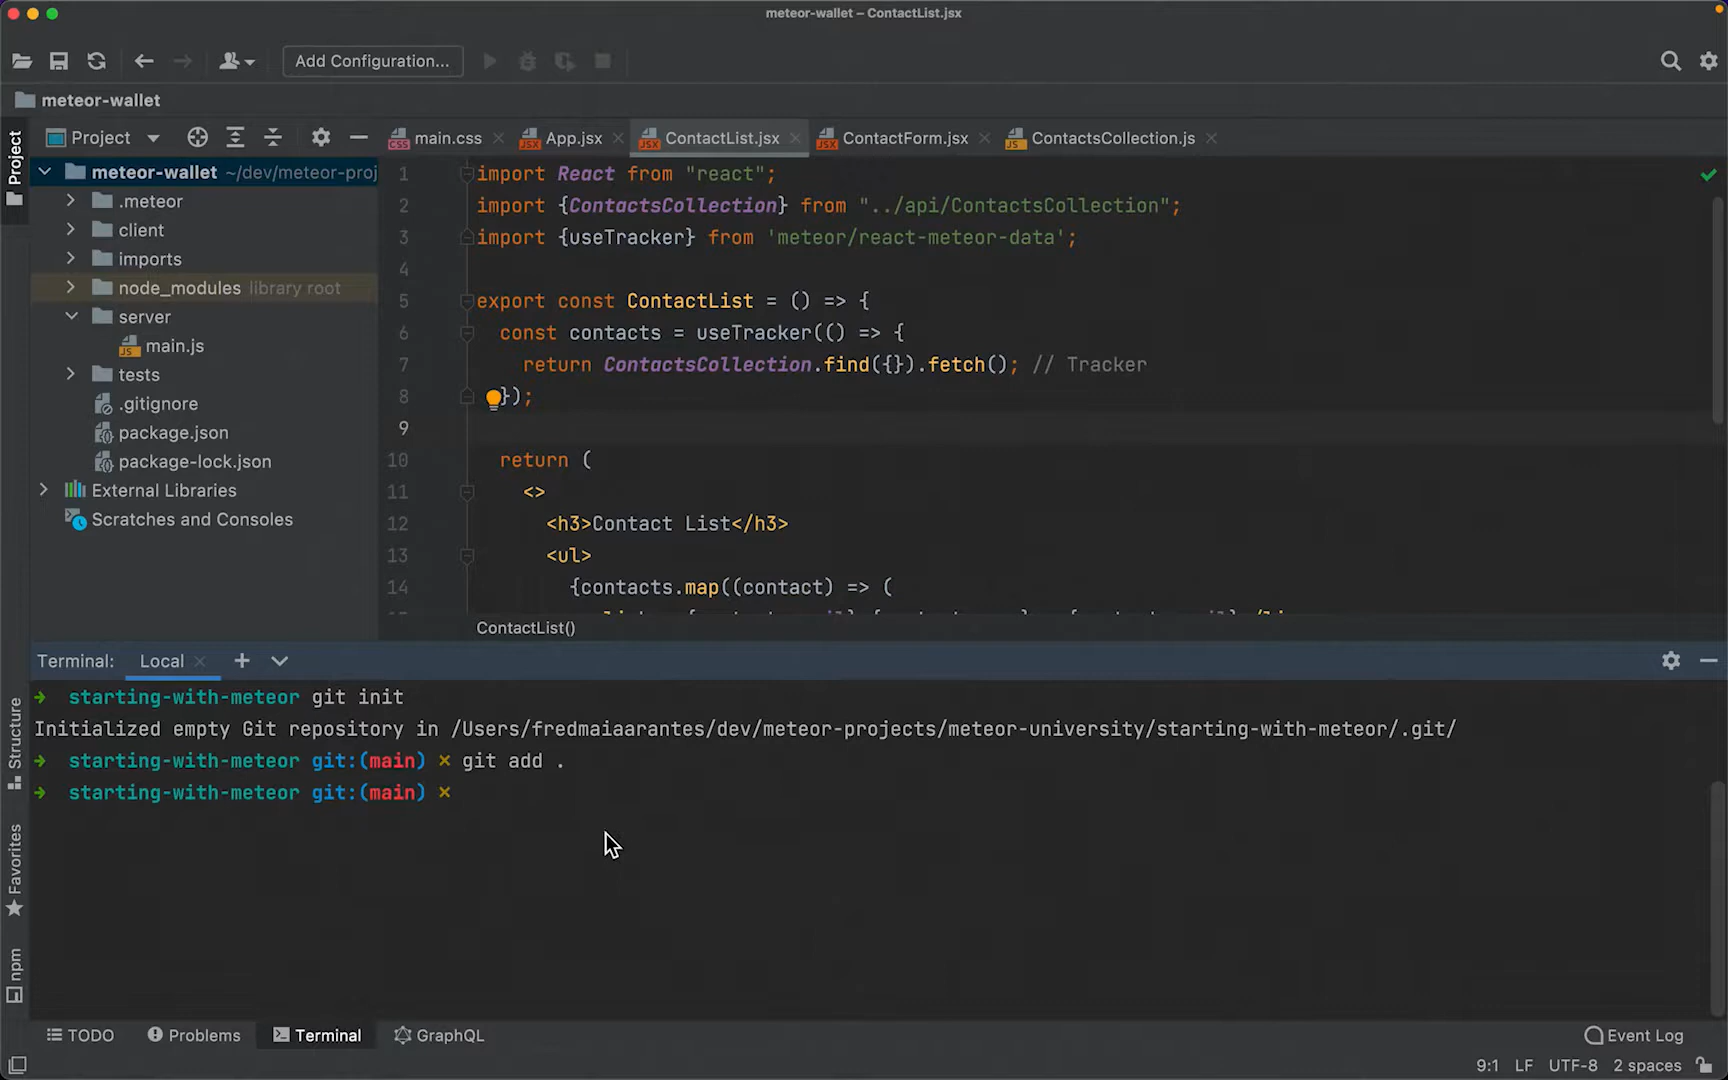 meteor-wallet – ContactList.jsx
Add Configuration...
meteor-wallet
Project
Project
main.css
App.jsx
ContactList.jsx
ContactForm.jsx
ContactsCollection.js
meteor-wallet ~/dev/meteor-proj
.meteor
client
imports
node_modules library root
server
main.js
tests
.gitignore
package.json
package-lock.json
External Libraries
Scratches and Consoles
1 import React from "react";
2 import {ContactsCollection} from "../api/ContactsCollection";
3 import {useTracker} from 'meteor/react-meteor-data';
4
5 export const ContactList = () => {
6 const contacts = useTracker(() => {
7 return ContactsCollection.find({}).fetch(); // Tracker
8 });
9
10 return (
11 <>
12 <h3>Contact List</h3>
13 <ul>
14 {contacts.map((contact) => (
ContactList()
Terminal: Local
starting-with-meteor git init
Initialized empty Git repository in /Users/fredmaiaarantes/dev/meteor-projects/meteor-university/starting-with-meteor/.git/
starting-with-meteor git:(main) × git add .
starting-with-meteor git:(main) ×
Structure
Favorites
npm
TODO
Problems
Terminal
GraphQL
Event Log
9:1 LF UTF-8 2 spaces